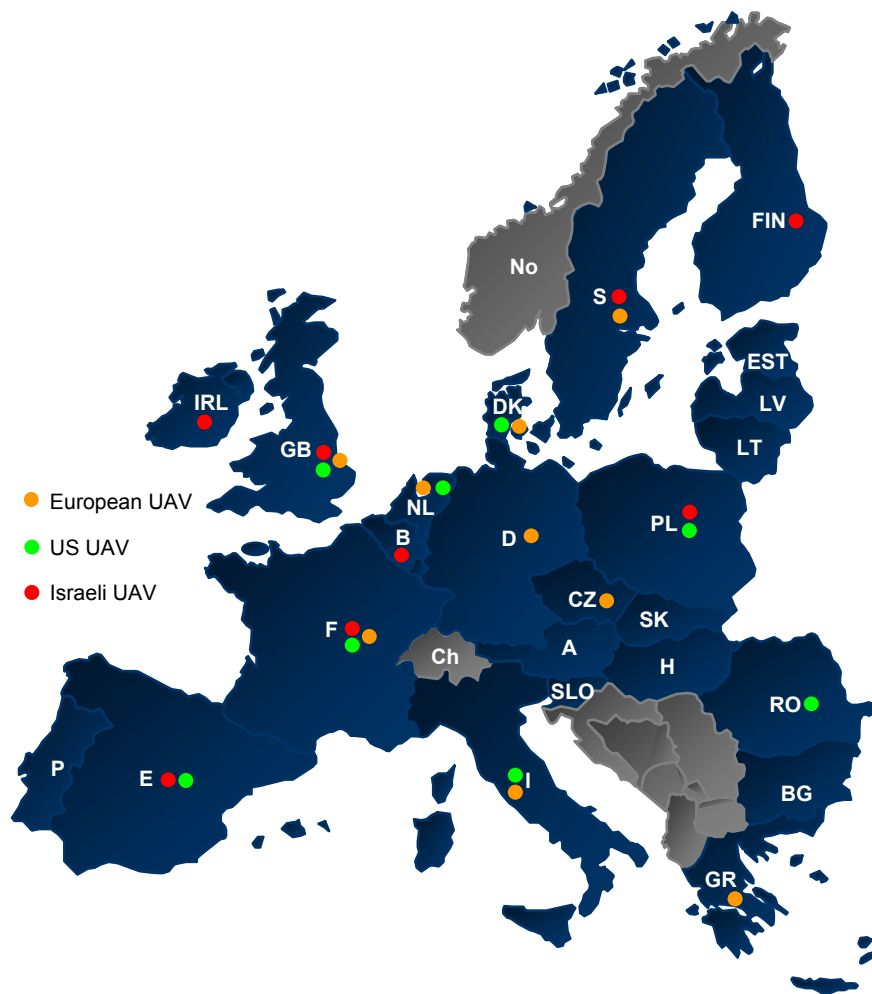 FIN
No
S
EST
IRL
DK
LV
GB
LT
European UAV
NL
PL
B
D
US UAV
Israeli UAV
CZ
SK
F
A
Ch
H
SLO
RO
P
E
I
BG
GR